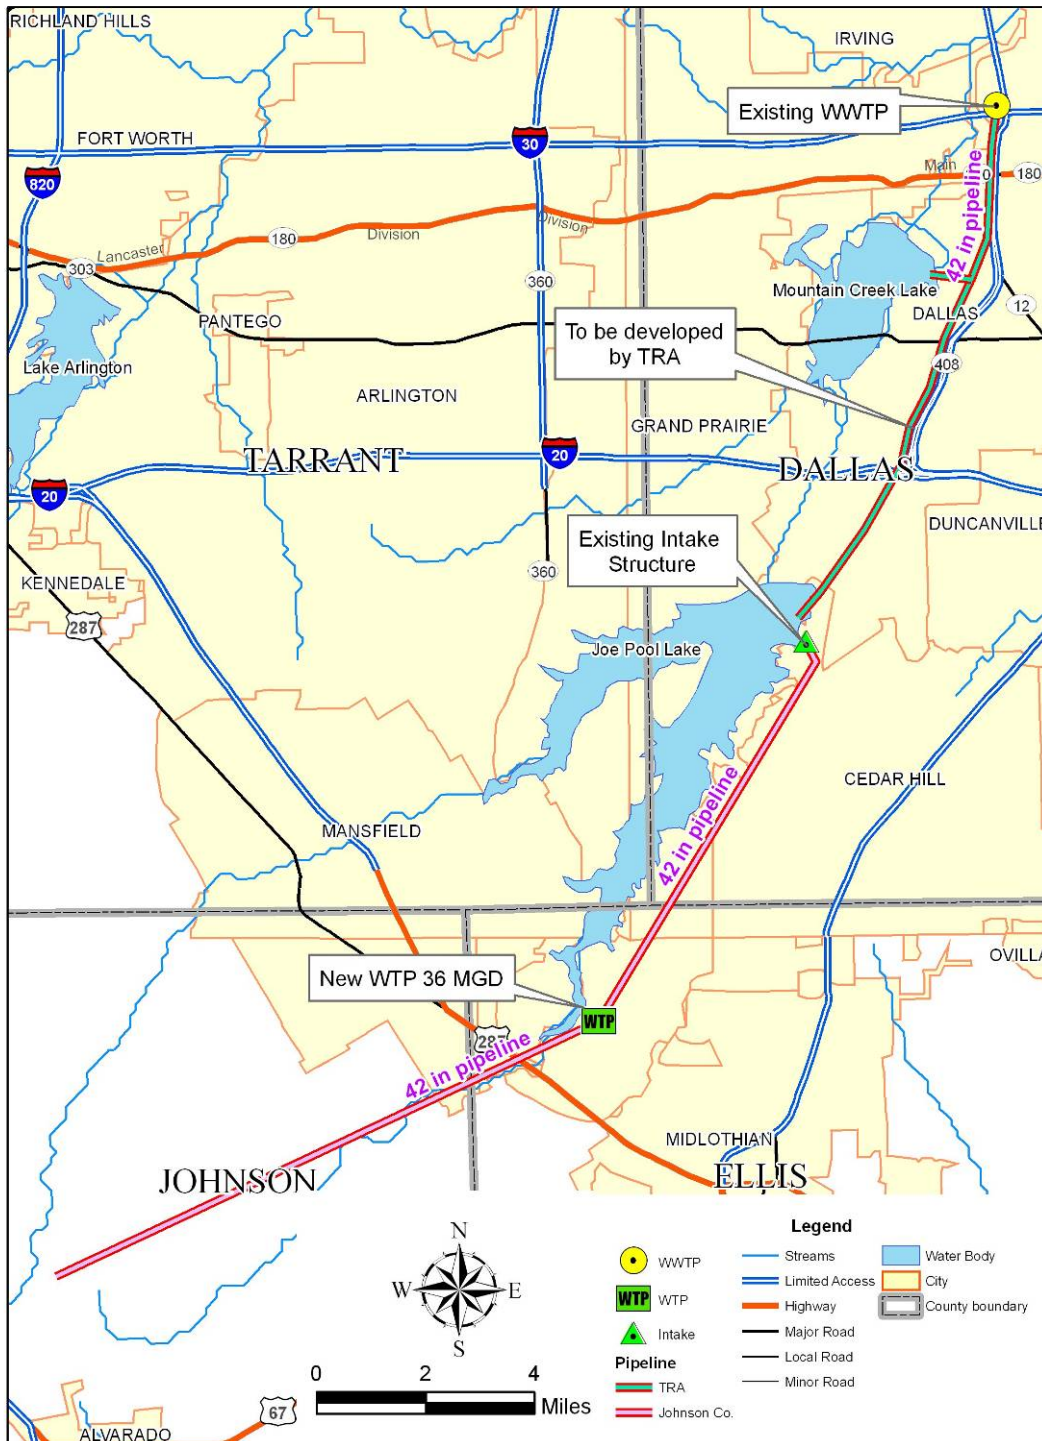 RICHLAND HILLS
IRVING
Existing WWTP
FORT WORTH
30
820
Main
180
42 in pipeline
Lancaster
180
Division
Division
303
360
Mountain Creek Lake
12
PANTEGO
DALLAS
To be developed
by TRA
Lake Arlington
408
ARLINGTON
GRAND PRAIRIE
TARRANT
20
DALLAS
20
DUNCANVILLE
Existing Intake
Structure
KENNEDALE
360
287
Joe Pool Lake
CEDAR HILL
42 in pipeline
MANSFIELD
OVILLA
New WTP 36 MGD
WTP
287
42 in pipeline
MIDLOTHIAN
JOHNSON
ELLIS
N
W
E
S
0 2 4
Miles
67
ALVARADO
Legend
WWTP
WTP WTP
Intake
Pipeline
TRA
Johnson Co.
Streams
Limited Access
Highway
Major Road
Local Road
Minor Road
Water Body
City
County boundary